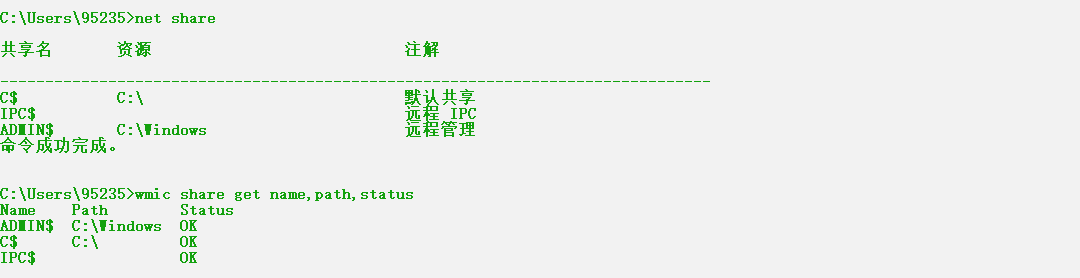 C:\Users\95235>net share
共享名 资源 注解
-------------------------------------------------------------------------------
C$ C:\ 默认共享
IPC$ 远程 IPC
ADMIN$ C:\Windows 远程管理
命令成功完成。
C:\Users\95235>wmic share get name,path,status
Name Path Status
ADMIN$ C:\Windows OK
C$ C:\ OK
IPC$ OK